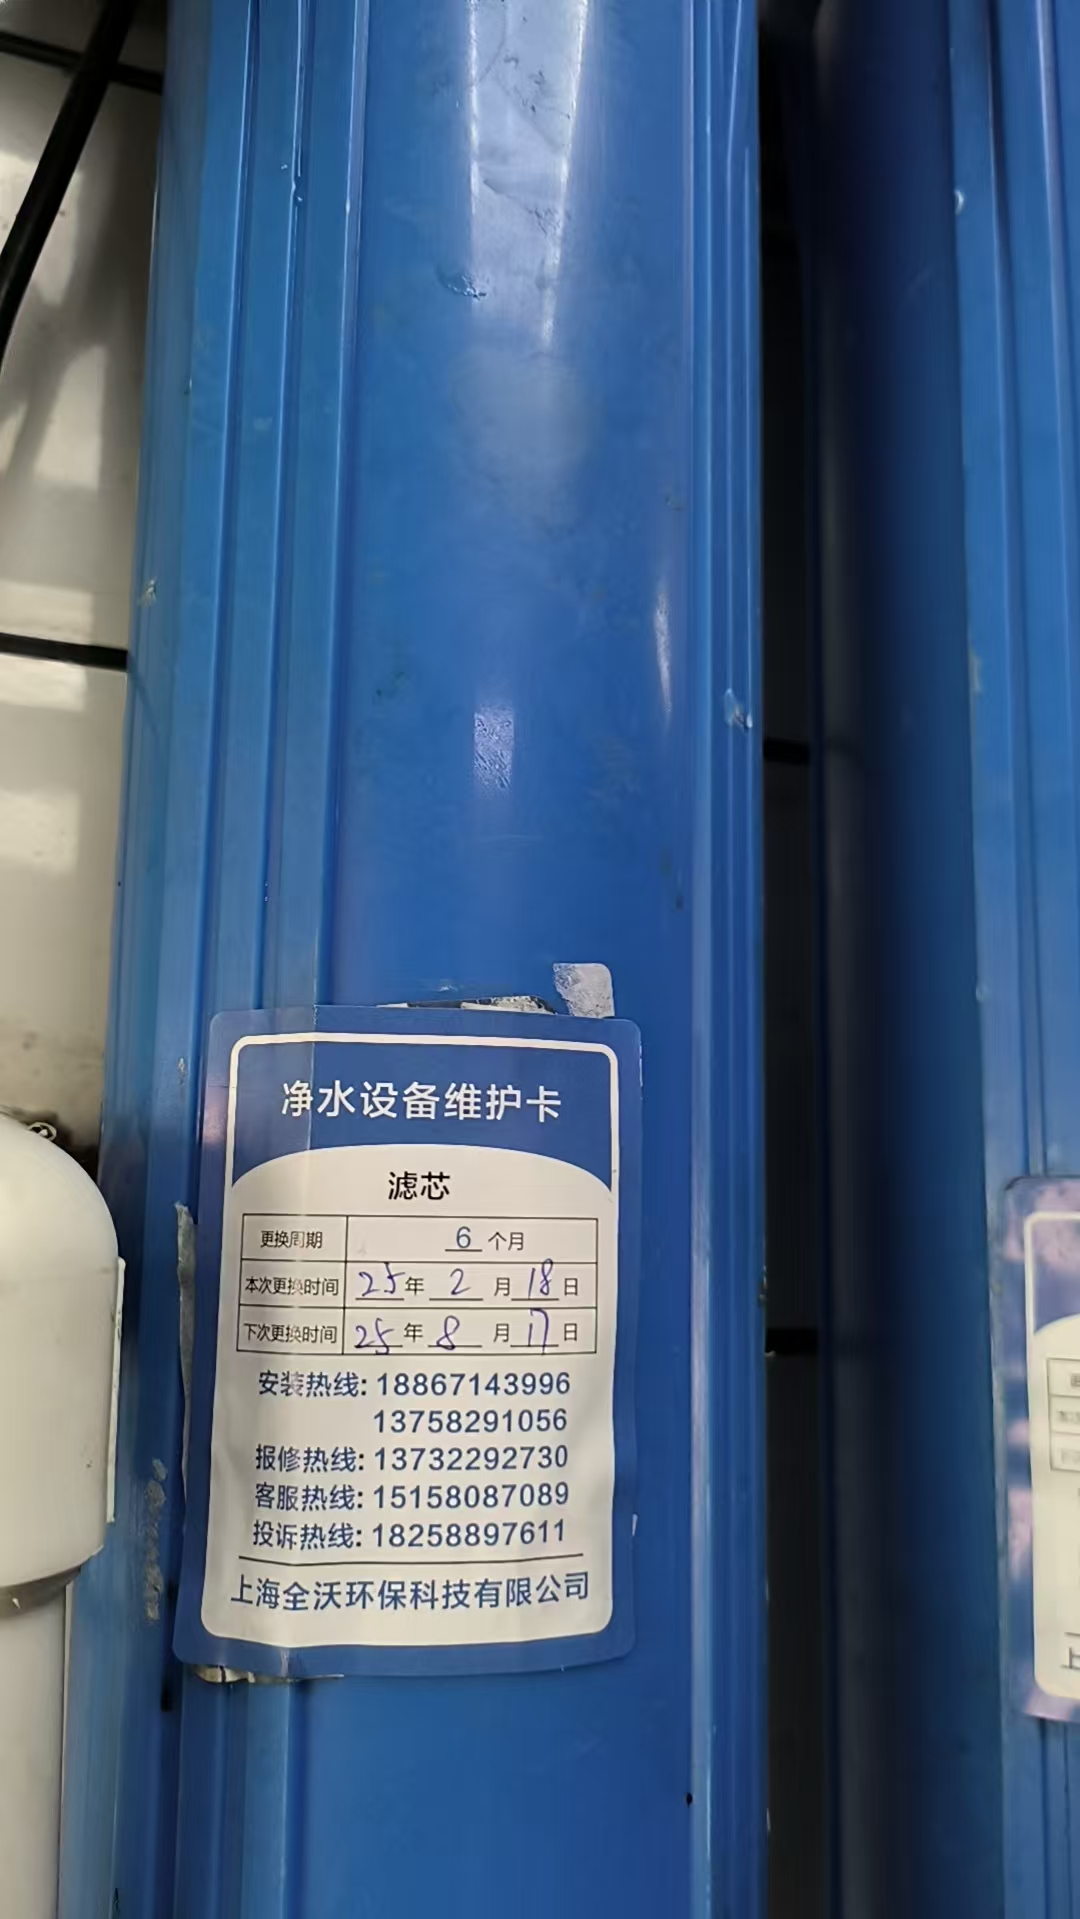 净水设备维护卡
滤芯
更换周期 6 个月
本次更换时间 25 年 2 月 18 日
下次更换时间 25 年 8 月 17 日
安装热线: 18867143996
13758291056
报修热线: 13732292730
客服热线: 15158087089
投诉热线: 18258897611
上海全沃环保科技有限公司
上